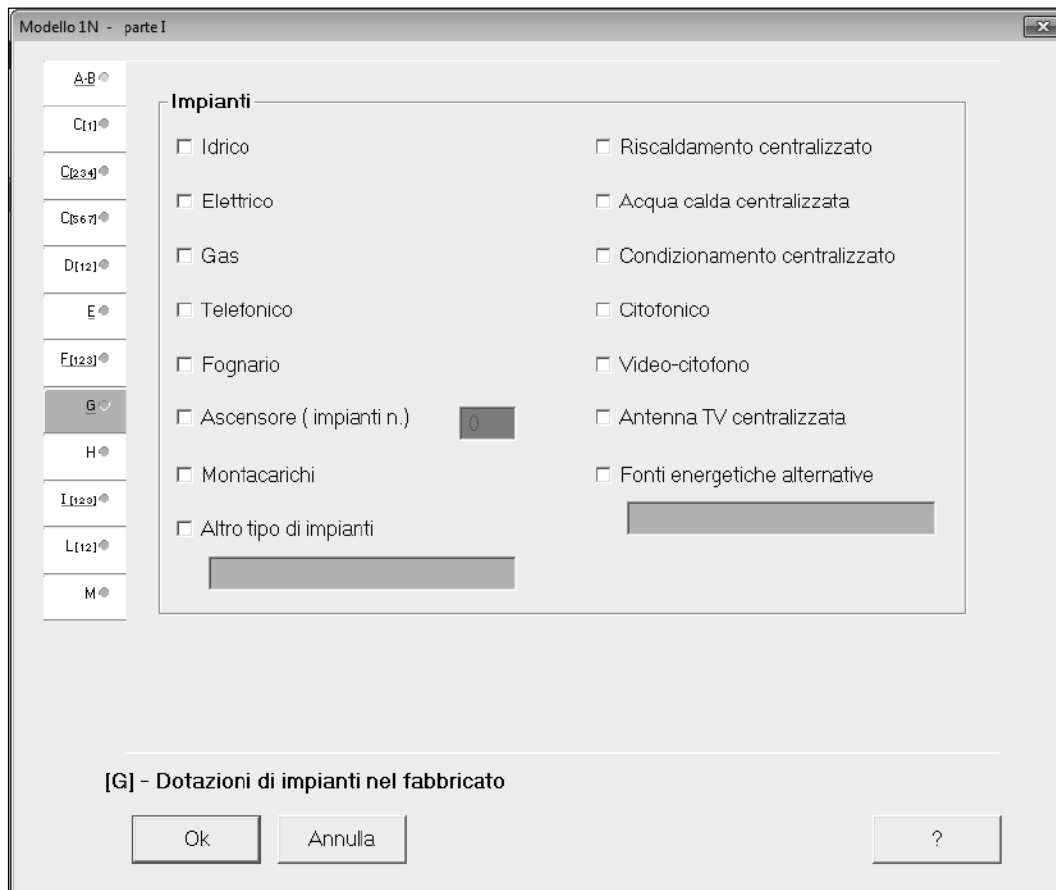 Modello 1N - parte I
A-B
C[1]
C[234]
C[567]
D[12]
E
F[123]
G
H
I[123]
L[12]
M
Impianti
Idrico
Elettrico
Gas
Telefonico
Fognario
Ascensore ( impianti n.) 0
Montacarichi
Altro tipo di impianti
Riscaldamento centralizzato
Acqua calda centralizzata
Condizionamento centralizzato
Citofonico
Video-citofono
Antenna TV centralizzata
Fonti energetiche alternative
[G] - Dotazioni di impianti nel fabbricato
Ok
Annulla
?